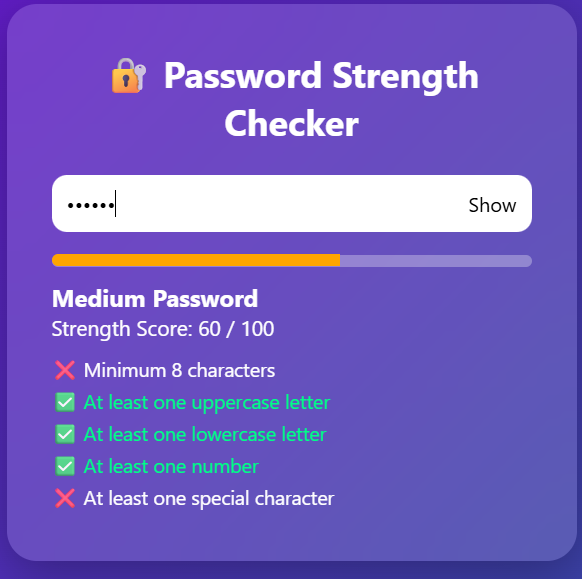 🔐 Password Strength
Checker
••••••
Show
Medium Password
Strength Score: 60 / 100
❌ Minimum 8 characters
✅ At least one uppercase letter
✅ At least one lowercase letter
✅ At least one number
❌ At least one special character